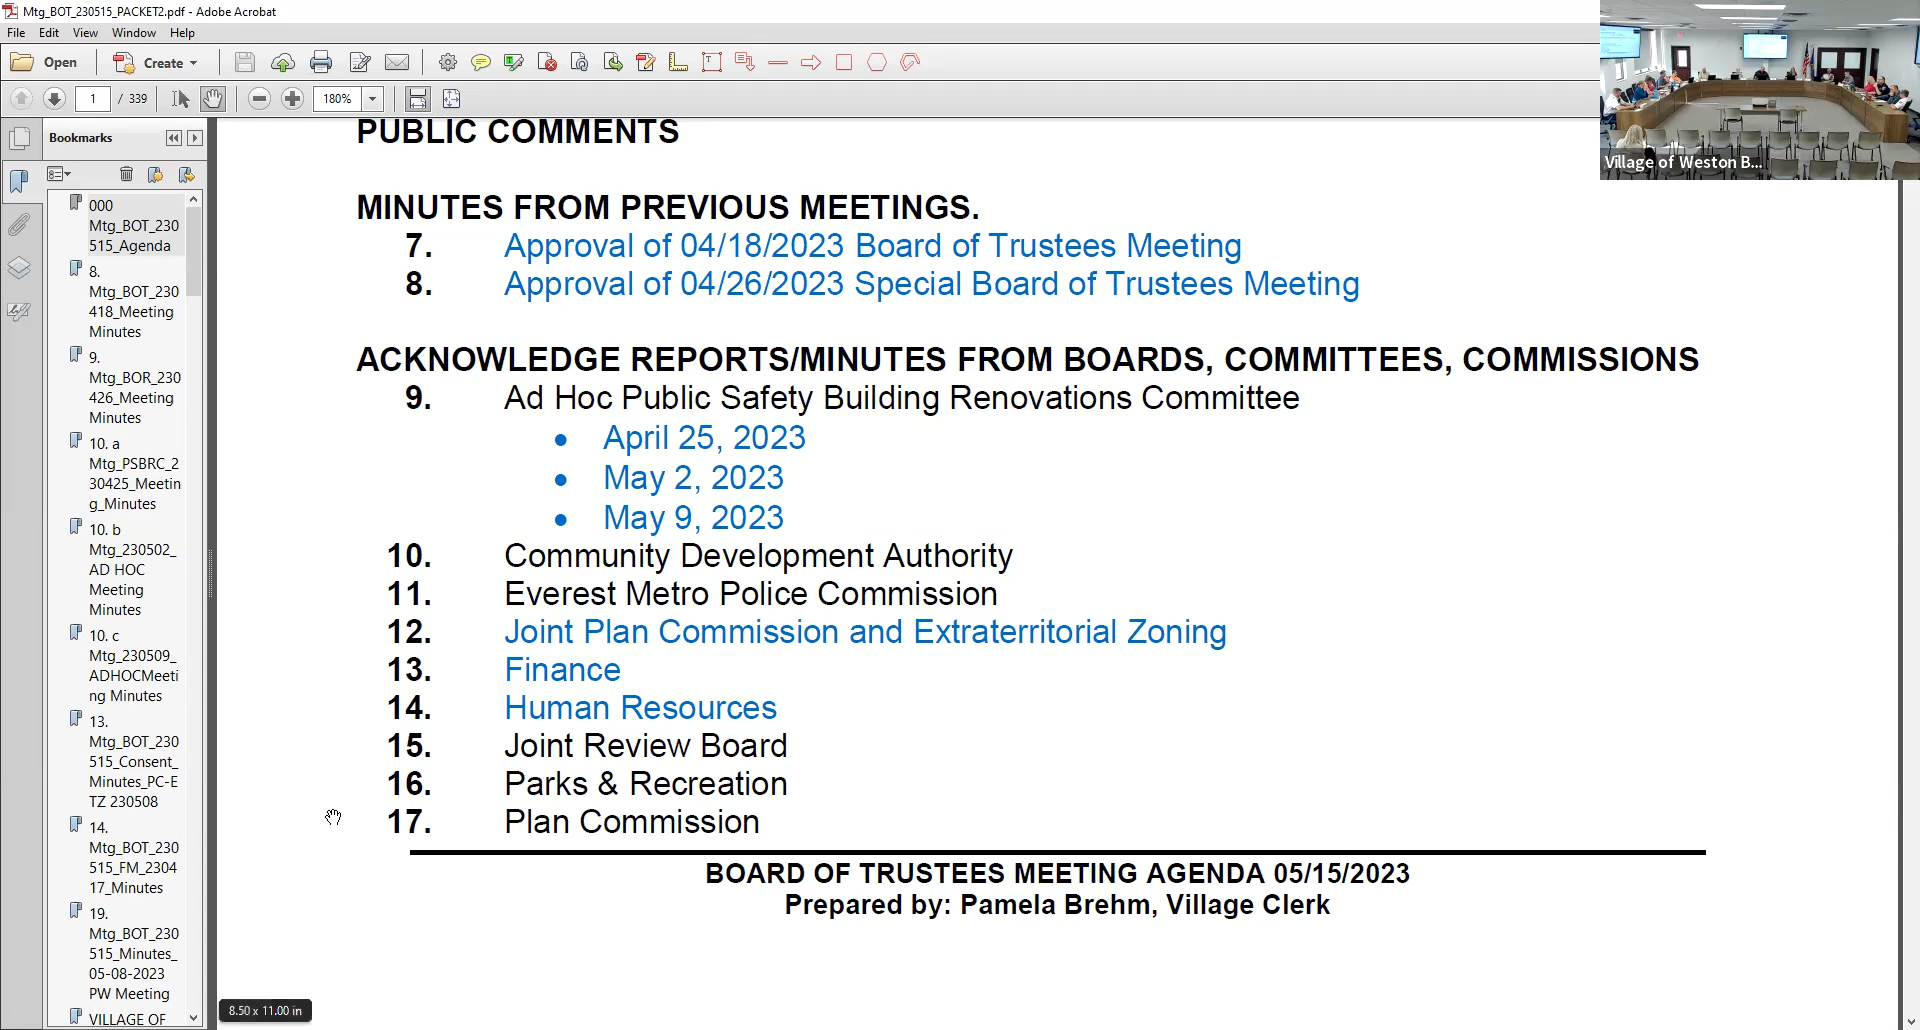 Mtg_BOT_230515_PACKET2.pdf - Adobe Acrobat
File Edit View Window Help
Open Create
1 / 339 180%
Bookmarks
000
Mtg_BOT_230
515_Agenda
8.
Mtg_BOT_230
418_Meeting
Minutes
9.
Mtg_BOR_230
426_Meeting
Minutes
10. a
Mtg_PSBRC_2
30425_Meetin
g_Minutes
10. b
Mtg_230502_
AD HOC
Meeting
Minutes
10. c
Mtg_230509_
ADHOCMeeti
ng Minutes
13.
Mtg_BOT_230
515_Consent_
Minutes_PC-E
TZ 230508
14.
Mtg_BOT_230
515_FM_2304
17_Minutes
19.
Mtg_BOT_230
515_Minutes_
05-08-2023
PW Meeting
VILLAGE OF
PUBLIC COMMENTS
MINUTES FROM PREVIOUS MEETINGS.
7. Approval of 04/18/2023 Board of Trustees Meeting
8. Approval of 04/26/2023 Special Board of Trustees Meeting
ACKNOWLEDGE REPORTS/MINUTES FROM BOARDS, COMMITTEES, COMMISSIONS
9. Ad Hoc Public Safety Building Renovations Committee
• April 25, 2023
• May 2, 2023
• May 9, 2023
10. Community Development Authority
11. Everest Metro Police Commission
12. Joint Plan Commission and Extraterritorial Zoning
13. Finance
14. Human Resources
15. Joint Review Board
16. Parks & Recreation
17. Plan Commission
BOARD OF TRUSTEES MEETING AGENDA 05/15/2023
Prepared by: Pamela Brehm, Village Clerk
8.50 x 11.00 in
Village of Weston B...